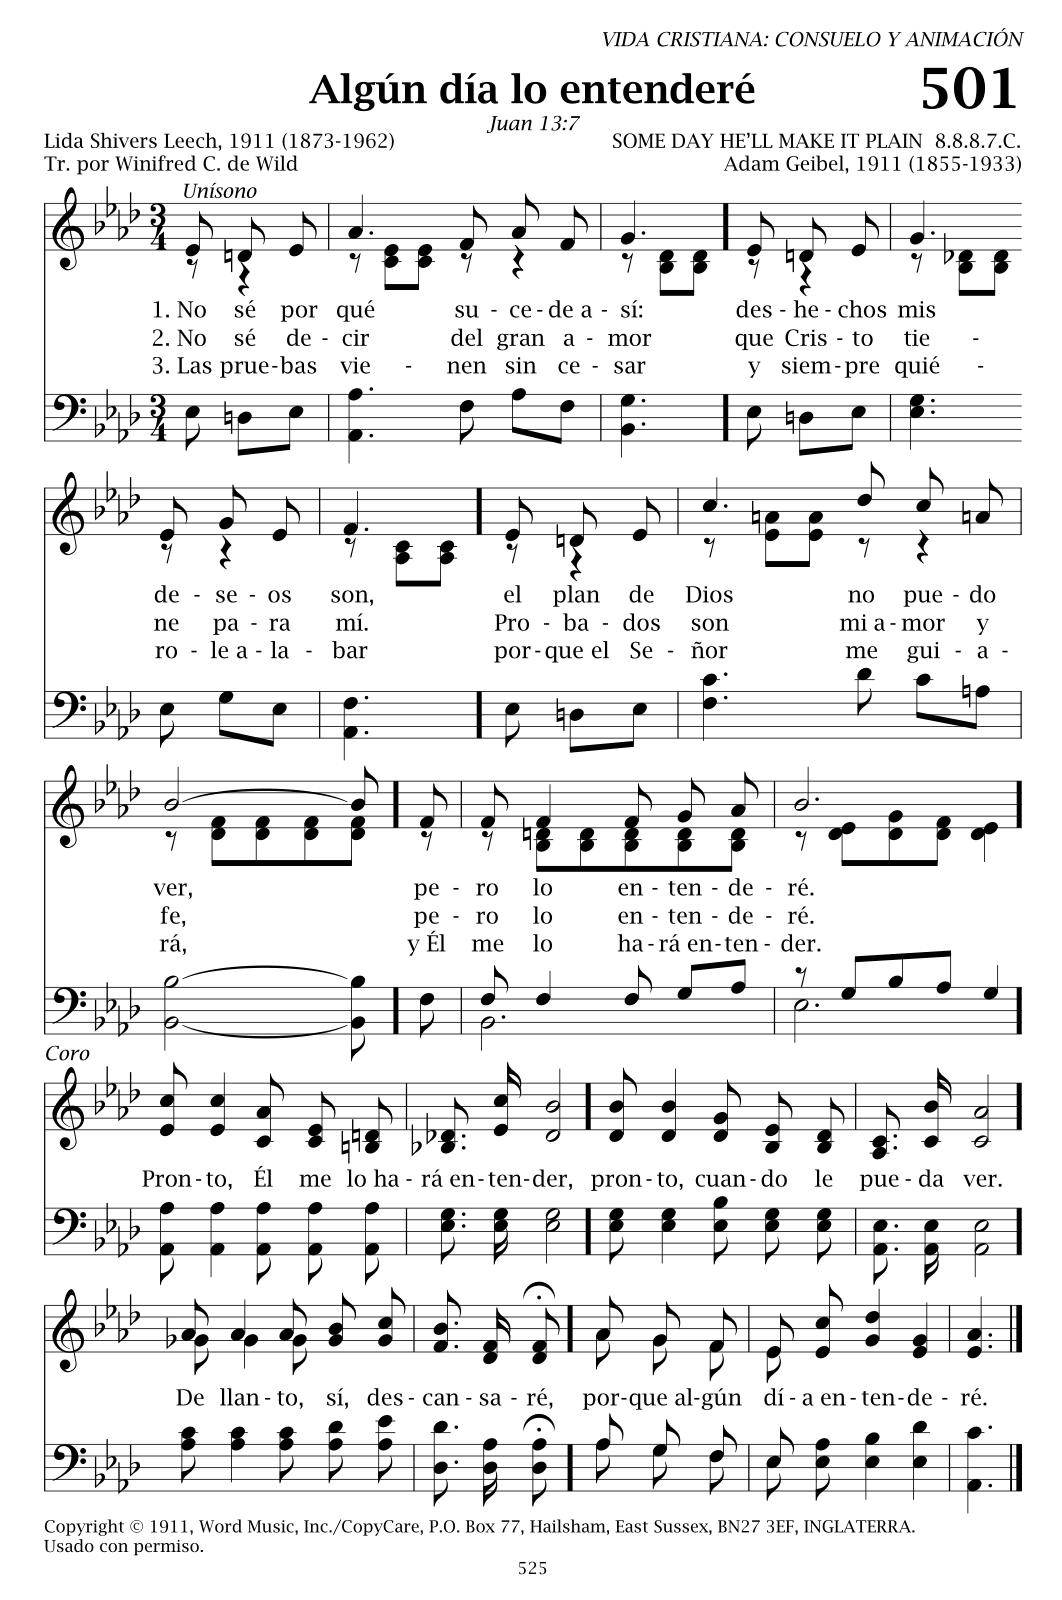 VIDA CRISTIANA: CONSUELO Y ANIMACIÓN
Algún día lo entenderé 501
Juan 13:7
Lida Shivers Leech, 1911 (1873-1962) SOME DAY HE'LL MAKE IT PLAIN 8.8.8.7.C.
Tr. por Winifred C. de Wild Adam Geibel, 1911 (1855-1933)
Unísono
1. No sé por qué su - ce - de a - sí: des - he - chos mis
2. No sé de - cir del gran a - mor que Cris - to tie -
3. Las prue - bas vie - nen sin ce - sar y siem - pre quié -
de - se - os son, el plan de Dios no pue - do
ne pa - ra mí. Pro - ba - dos son mi a - mor y
ro - le a - la - bar por - que el Se - ñor me gui - a -
ver, pe - ro lo en - ten - de - ré.
fe, pe - ro lo en - ten - de - ré.
rá, y Él me lo ha - rá en - ten - der.
Coro
Pron - to, Él me lo ha - rá en - ten - der, pron - to, cuan - do le pue - da ver.
De llan - to, sí, des - can - sa - ré, por - que al - gún dí - a en - ten - de - ré.
Copyright © 1911, Word Music, Inc./CopyCare, P.O. Box 77, Hailsham, East Sussex, BN27 3EF, INGLATERRA.
Usado con permiso.
525